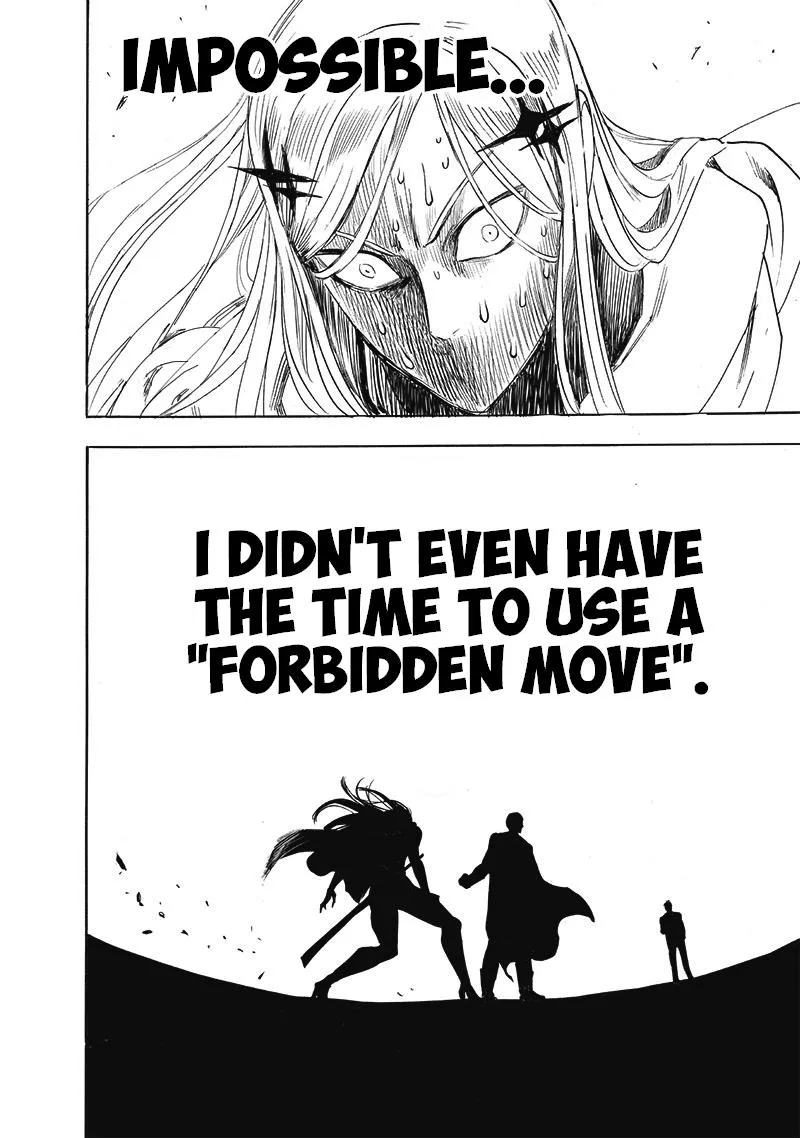 IMPOSSIBLE...
I DIDN'T EVEN HAVE
THE TIME TO USE A
"FORBIDDEN MOVE".